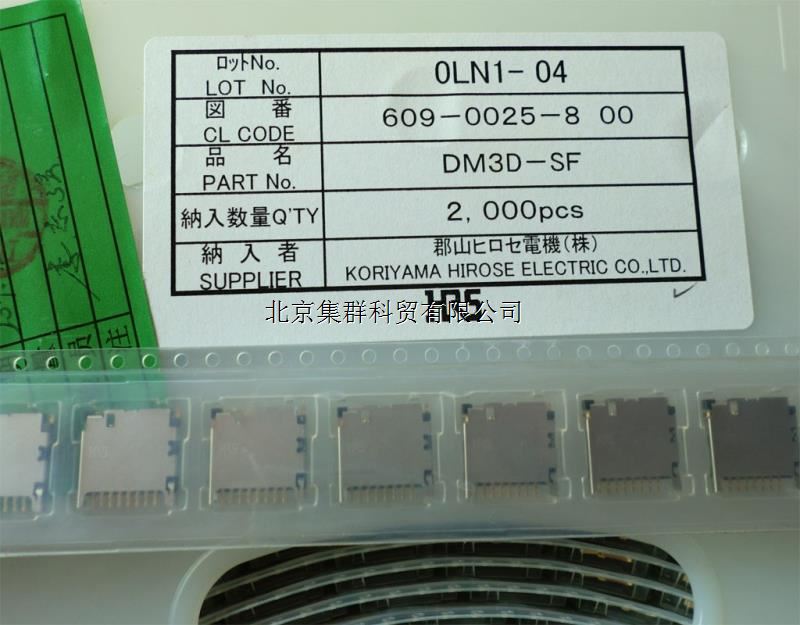 ロットNo.
LOT No.
0LN1-04
図 番
CL CODE
609-0025-8 00
品 名
PART No.
DM3D-SF
納入数量Q'TY
2,000pcs
納 入 者
SUPPLIER
郡山ヒロセ電機(株)
KORIYAMA HIROSE ELECTRIC CO.,LTD.
HRS
北京集群科贸有限公司